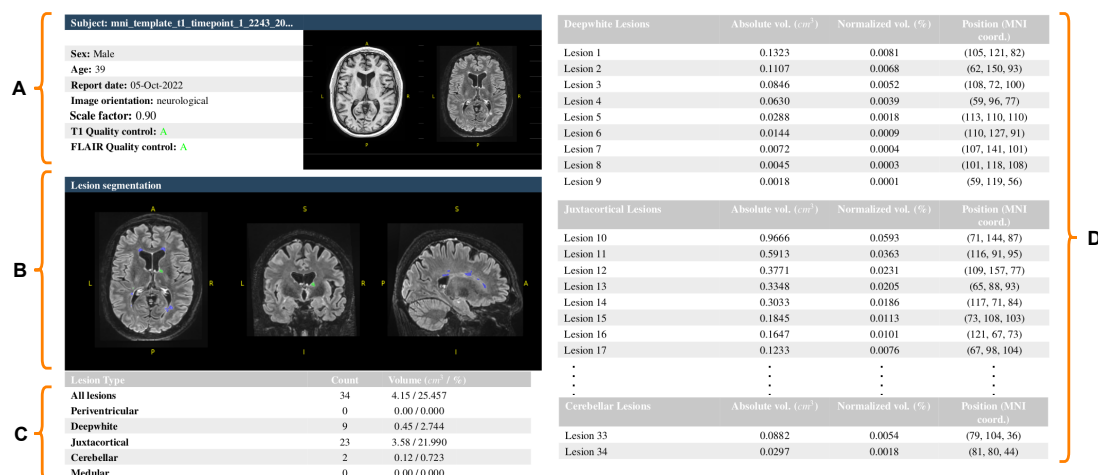 A
Subject: mni_template_t1_timepoint_1_2243_20...
Sex: Male
Age: 39
Report date: 05-Oct-2022
Image orientation: neurological
Scale factor: 0.90
T1 Quality control: A
FLAIR Quality control: A
A A
L R L R
P P
B
Lesion segmentation
A S S
L R L R P A
P I I
C
Lesion Type Count Volume (cm³ / %)
All lesions 34 4.15 / 25.457
Periventricular 0 0.00 / 0.000
Deepwhite 9 0.45 / 2.744
Juxtacortical 23 3.58 / 21.990
Cerebellar 2 0.12 / 0.723
Medular 0 0.00 / 0.000
D
Deepwhite Lesions Absolute vol. (cm³) Normalized vol. (%) Position (MNI
coord.)
Lesion 1 0.1323 0.0081 (105, 121, 82)
Lesion 2 0.1107 0.0068 (62, 150, 93)
Lesion 3 0.0846 0.0052 (108, 72, 100)
Lesion 4 0.0630 0.0039 (59, 96, 77)
Lesion 5 0.0288 0.0018 (113, 110, 110)
Lesion 6 0.0144 0.0009 (110, 127, 91)
Lesion 7 0.0072 0.0004 (107, 141, 101)
Lesion 8 0.0045 0.0003 (101, 118, 108)
Lesion 9 0.0018 0.0001 (59, 119, 56)
Juxtacortical Lesions Absolute vol. (cm³) Normalized vol. (%) Position (MNI
coord.)
Lesion 10 0.9666 0.0593 (71, 144, 87)
Lesion 11 0.5913 0.0363 (116, 91, 95)
Lesion 12 0.3771 0.0231 (109, 157, 77)
Lesion 13 0.3348 0.0205 (65, 88, 93)
Lesion 14 0.3033 0.0186 (117, 71, 84)
Lesion 15 0.1845 0.0113 (73, 108, 103)
Lesion 16 0.1647 0.0101 (121, 67, 73)
Lesion 17 0.1233 0.0076 (67, 98, 104)
Cerebellar Lesions Absolute vol. (cm³) Normalized vol. (%) Position (MNI
coord.)
Lesion 33 0.0882 0.0054 (79, 104, 36)
Lesion 34 0.0297 0.0018 (81, 80, 44)